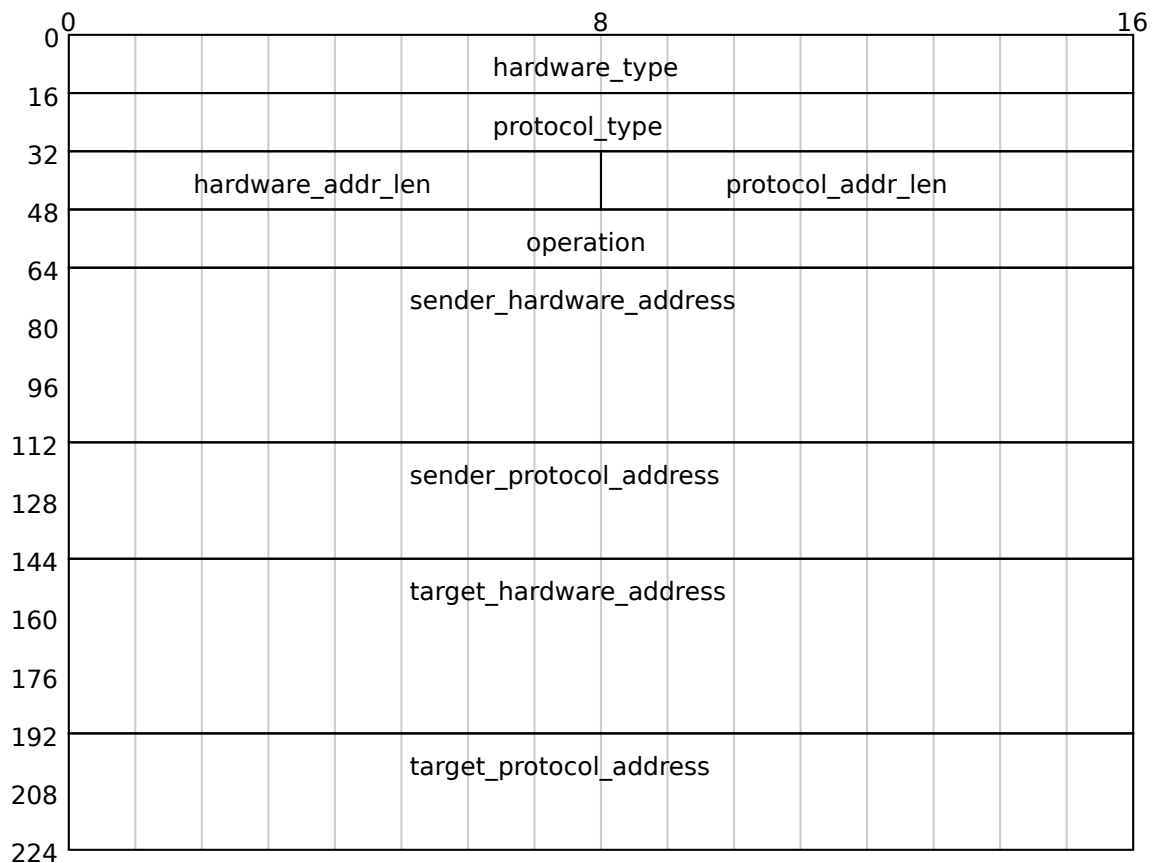 0 8 16
0
hardware_type
16
protocol_type
32
hardware_addr_len protocol_addr_len
48
operation
64
sender_hardware_address
80
96
112
sender_protocol_address
128
144
target_hardware_address
160
176
192
target_protocol_address
208
224